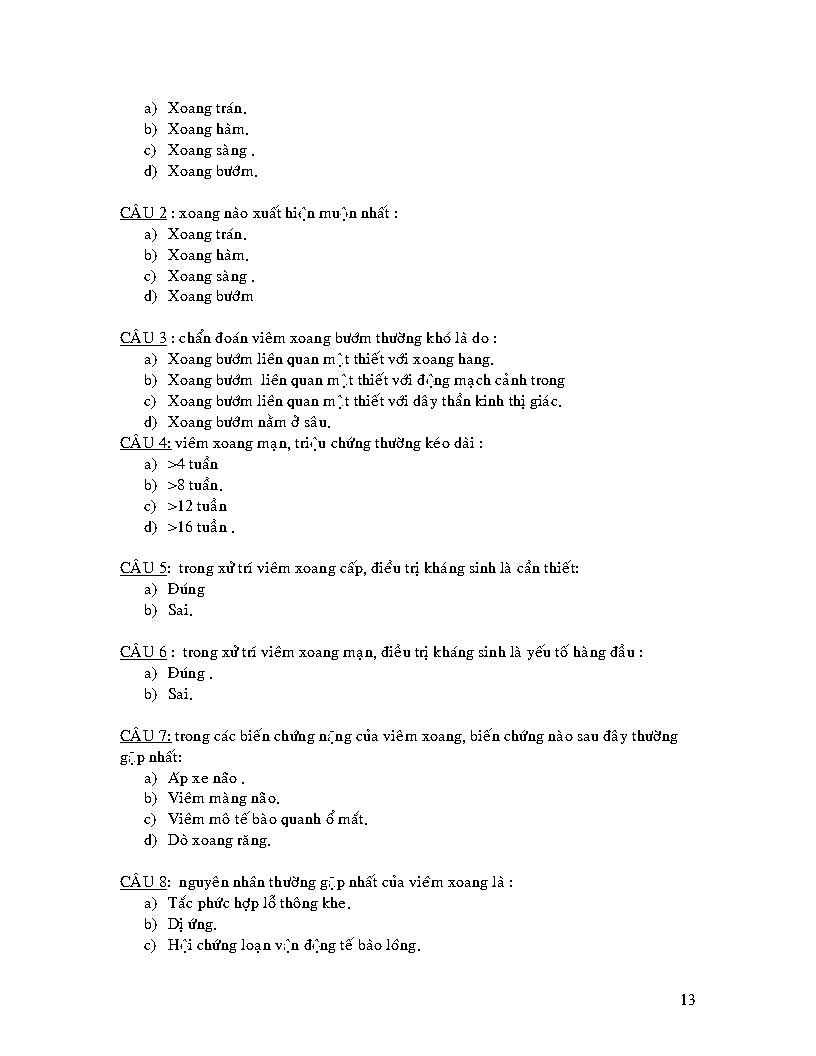 a) Xoang trán.
b) Xoang hàm.
c) Xoang sàng .
d) Xoang bướm.
CÂU 2 : xoang nào xuất hiện muộn nhất :
a) Xoang trán.
b) Xoang hàm.
c) Xoang sàng .
d) Xoang bướm
CÂU 3 : chẩn đoán viêm xoang bướm thường khó là do :
a) Xoang bướm liên quan mật thiết với xoang hang.
b) Xoang bướm liên quan mật thiết với động mạch cảnh trong
c) Xoang bướm liên quan mật thiết với dây thần kinh thị giác.
d) Xoang bướm nằm ở sâu.
CÂU 4: viêm xoang mạn, triệu chứng thường kéo dài :
a) >4 tuần
b) >8 tuần.
c) >12 tuần
d) >16 tuần .
CÂU 5: trong xử trí viêm xoang cấp, điều trị kháng sinh là cần thiết:
a) Đúng
b) Sai.
CÂU 6 : trong xử trí viêm xoang mạn, điều trị kháng sinh là yếu tố hàng đầu :
a) Đúng .
b) Sai.
CÂU 7: trong các biến chứng nặng của viêm xoang, biến chứng nào sau đây thường
gặp nhất:
a) Áp xe não .
b) Viêm màng não.
c) Viêm mô tế bào quanh ổ mắt.
d) Dò xoang răng.
CÂU 8: nguyên nhân thường gặp nhất của viêm xoang là :
a) Tắc phức hợp lỗ thông khe.
b) Dị ứng.
c) Hội chứng loạn vận động tế bào lông.
13